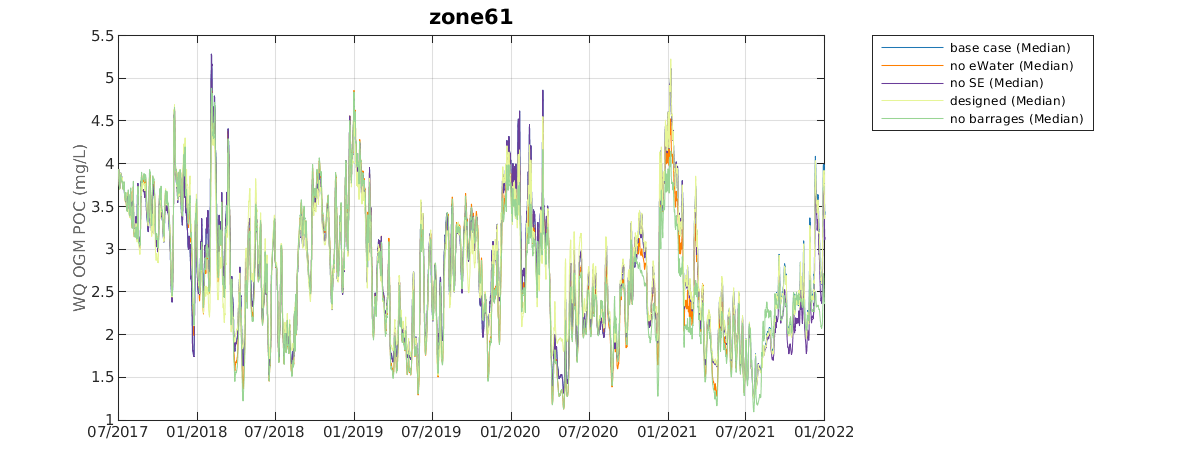 zone61
5.5
5
4.5
4
3.5
3
2.5
2
1.5
1
WQ OGM POC (mg/L)
07/2017 01/2018 07/2018 01/2019 07/2019 01/2020 07/2020 01/2021 07/2021 01/2022
base case (Median)
no eWater (Median)
no SE (Median)
designed (Median)
no barrages (Median)